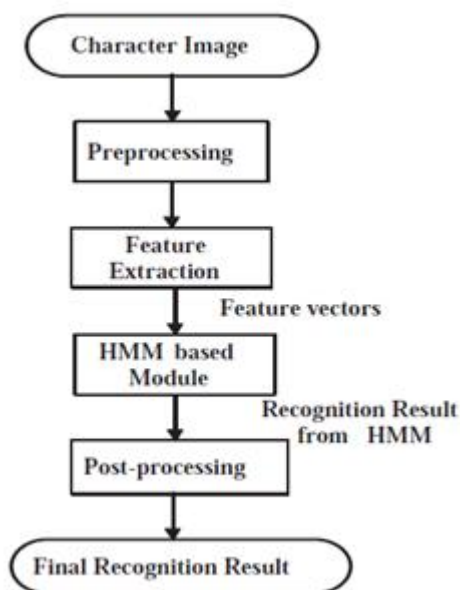 Character Image
Preprocessing
Feature
Extraction
Feature vectors
HMM based
Module
Recognition Result
from HMM
Post-processing
Final Recognition Result